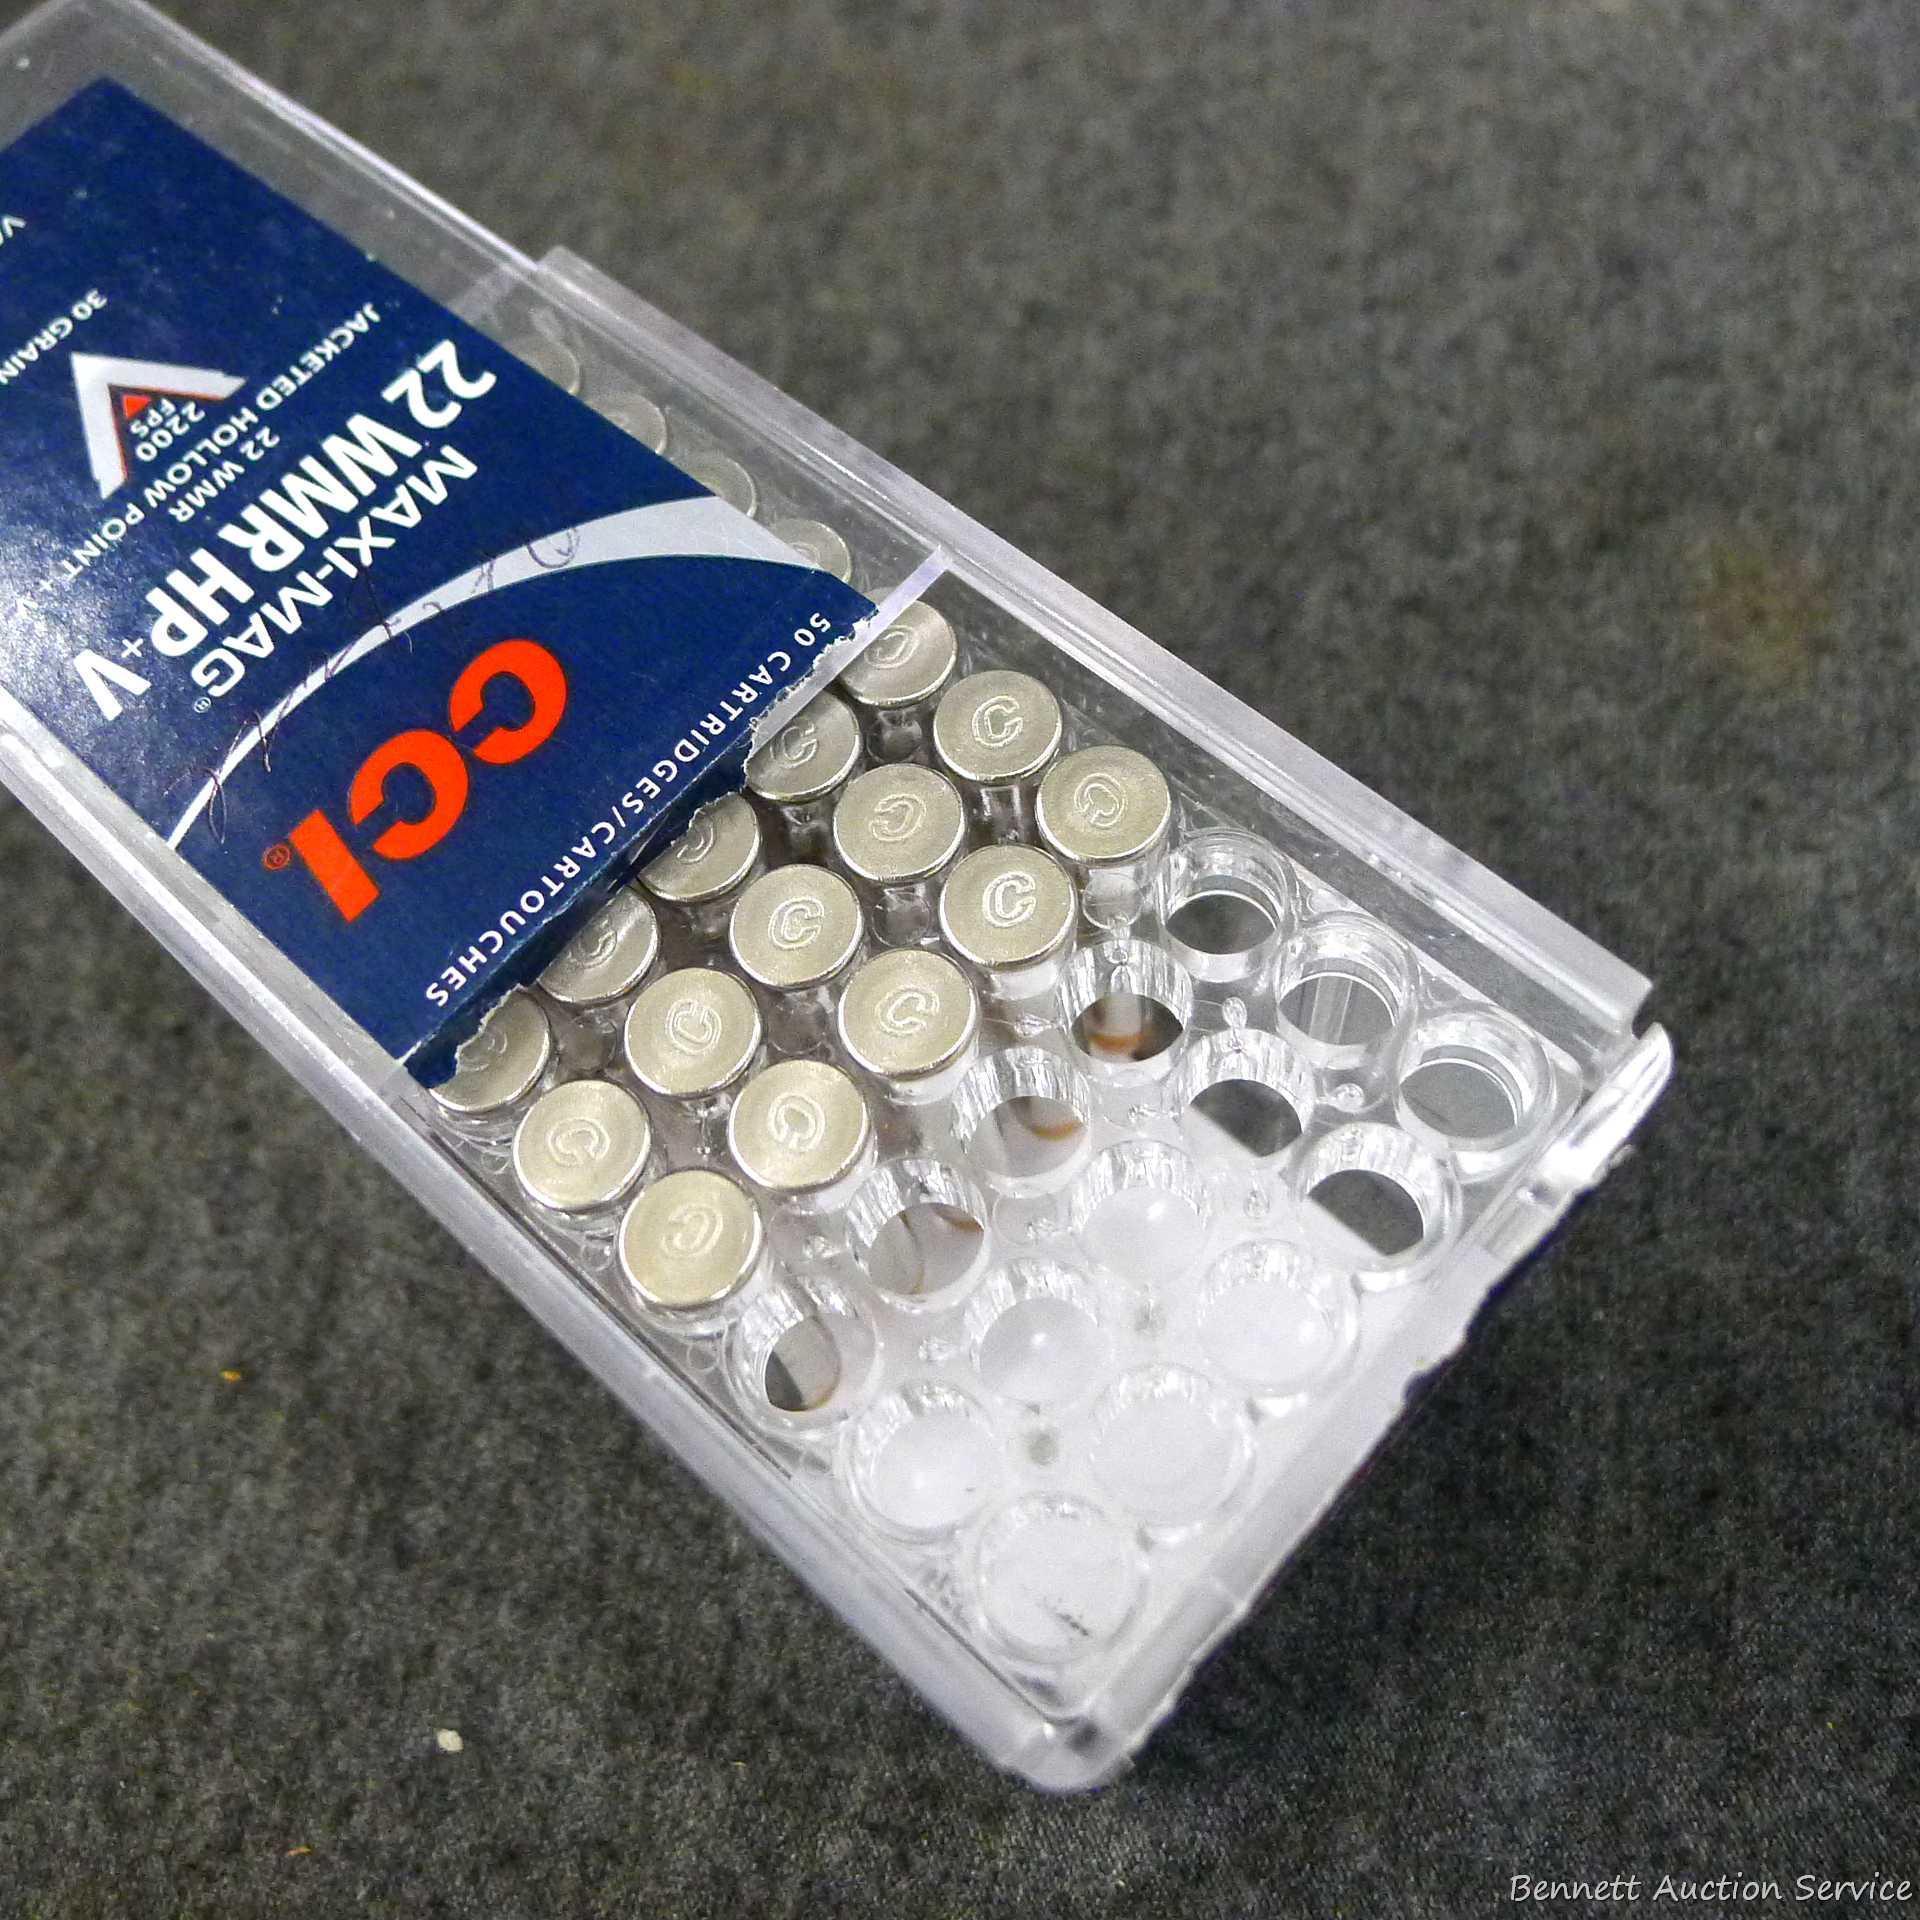 50 CARTRIDGES/CARTOUCHES
CCI®
MAXI-MAG®
22 WMR HP+V
22 WMR
JACKETED HOLLOW POINT + V
2200
FPS
30 GRAIN
C
C
C
C
C
C
C
C
C
C
C
C
C
C
Bennett Auction Service